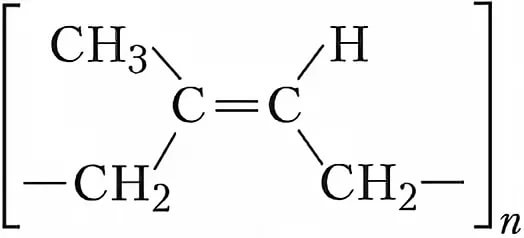 CH₃ H
C=C
—CH₂ CH₂—
n